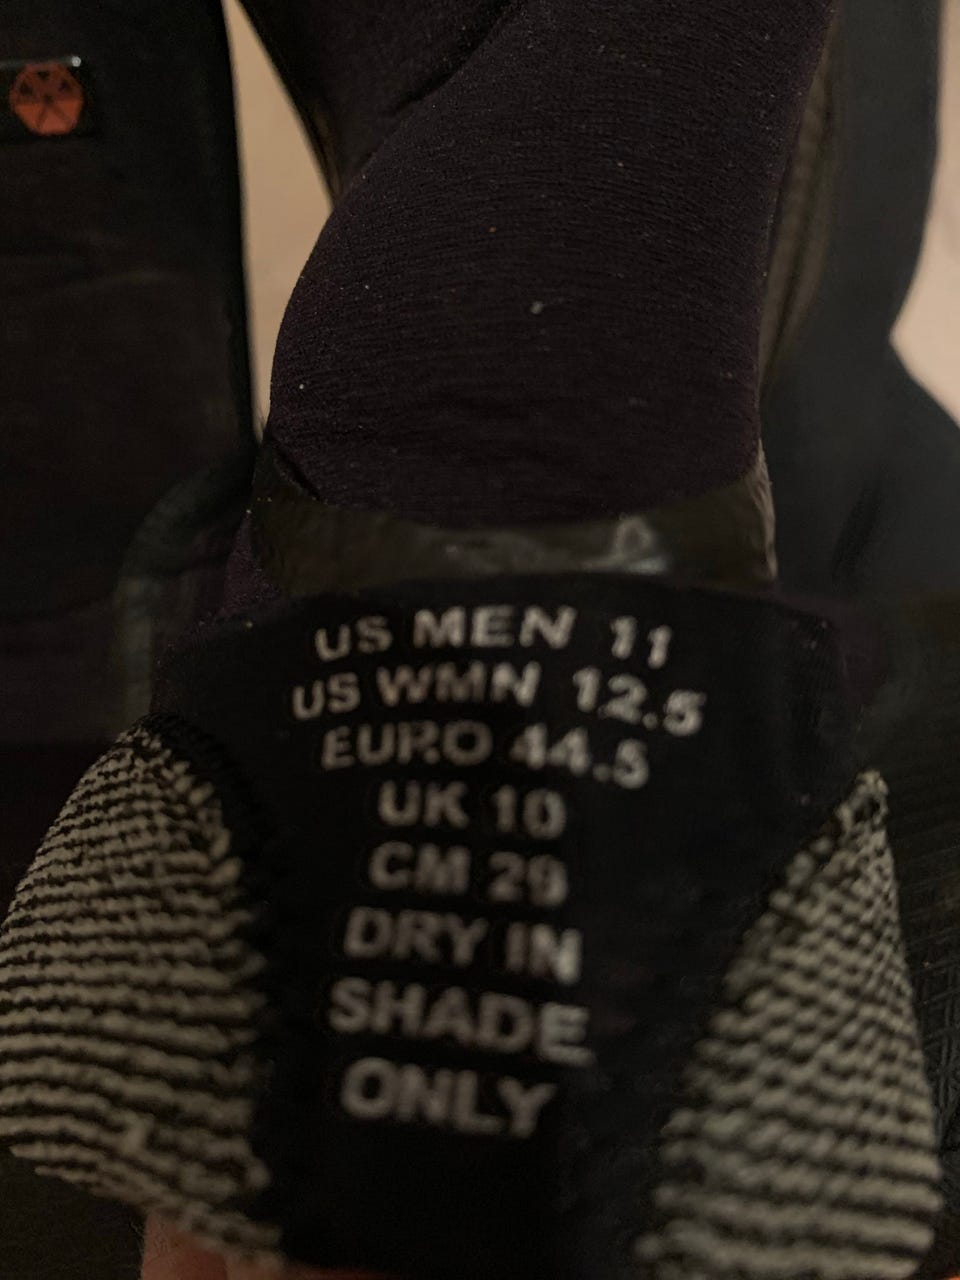 US MEN 11
US WMN 12.5
EURO 44.5
UK 10
CM 29
DRY IN
SHADE
ONLY